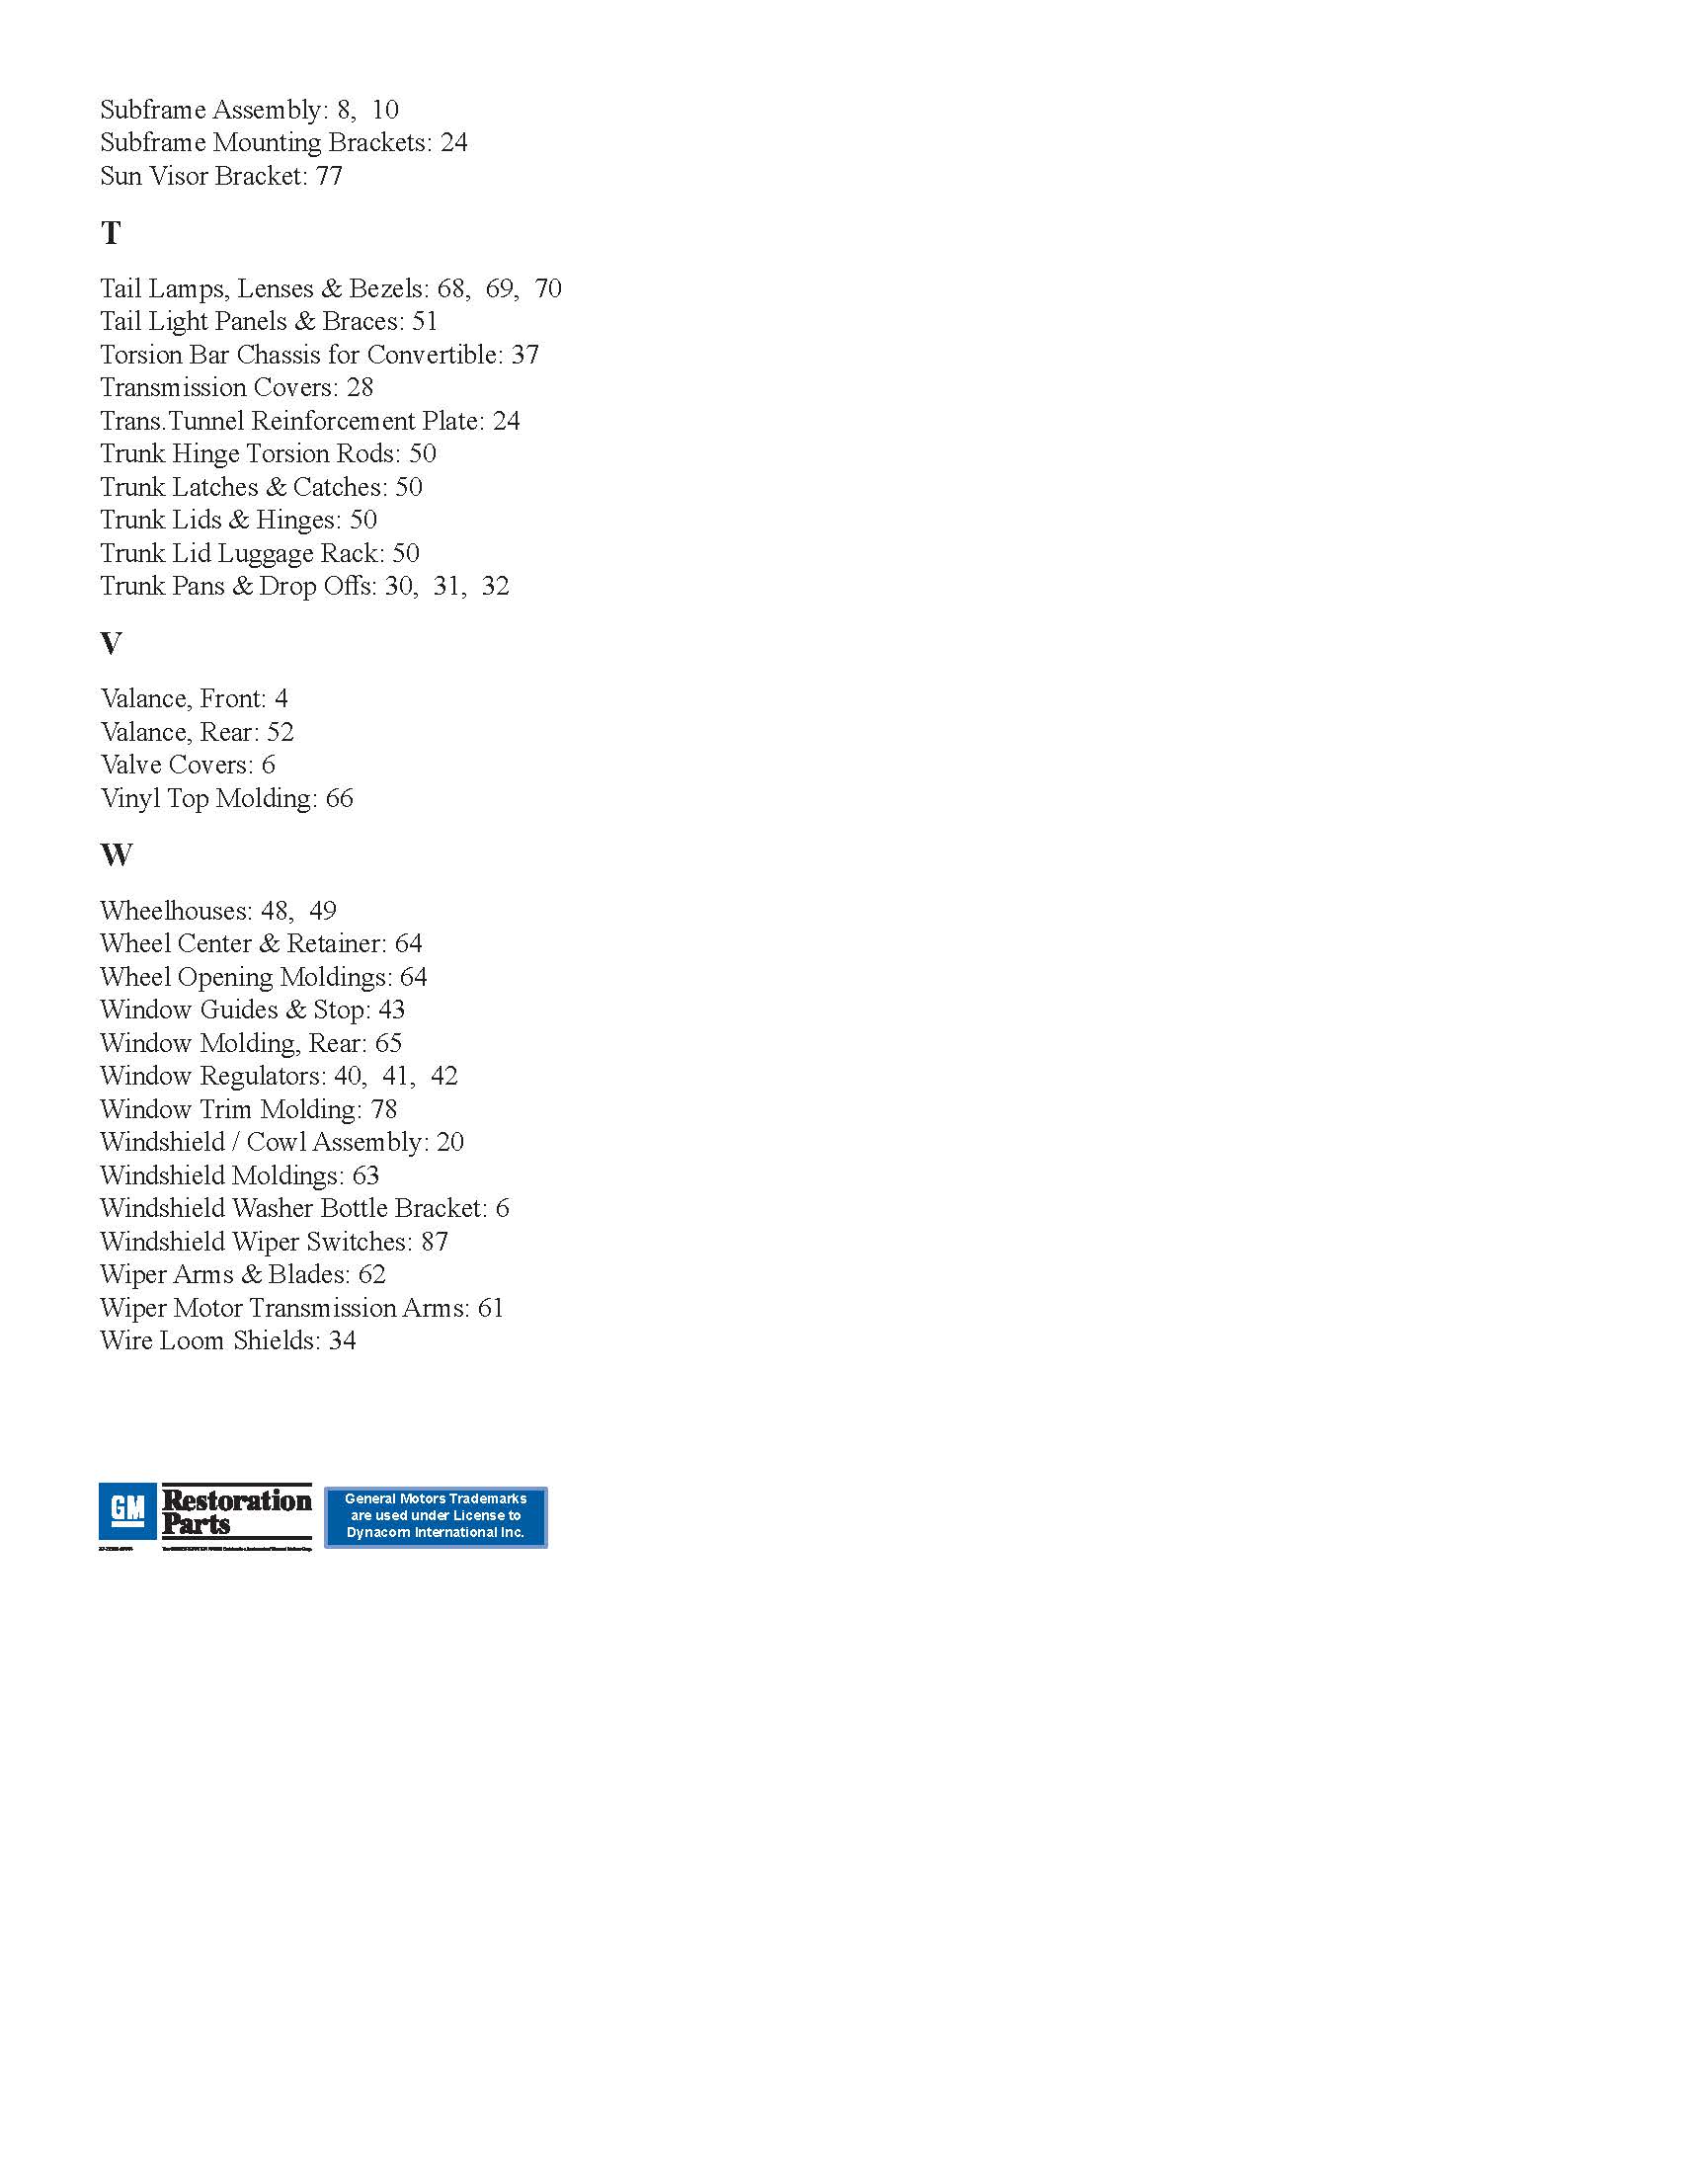 Subframe Assembly: 8, 10
Subframe Mounting Brackets: 24
Sun Visor Bracket: 77
T
Tail Lamps, Lenses & Bezels: 68, 69, 70
Tail Light Panels & Braces: 51
Torsion Bar Chassis for Convertible: 37
Transmission Covers: 28
Trans.Tunnel Reinforcement Plate: 24
Trunk Hinge Torsion Rods: 50
Trunk Latches & Catches: 50
Trunk Lids & Hinges: 50
Trunk Lid Luggage Rack: 50
Trunk Pans & Drop Offs: 30, 31, 32
V
Valance, Front: 4
Valance, Rear: 52
Valve Covers: 6
Vinyl Top Molding: 66
W
Wheelhouses: 48, 49
Wheel Center & Retainer: 64
Wheel Opening Moldings: 64
Window Guides & Stop: 43
Window Molding, Rear: 65
Window Regulators: 40, 41, 42
Window Trim Molding: 78
Windshield / Cowl Assembly: 20
Windshield Moldings: 63
Windshield Washer Bottle Bracket: 6
Windshield Wiper Switches: 87
Wiper Arms & Blades: 62
Wiper Motor Transmission Arms: 61
Wire Loom Shields: 34
GM
Restoration
Parts
General Motors Trademarks
are used under License to
Dynacorn International Inc.